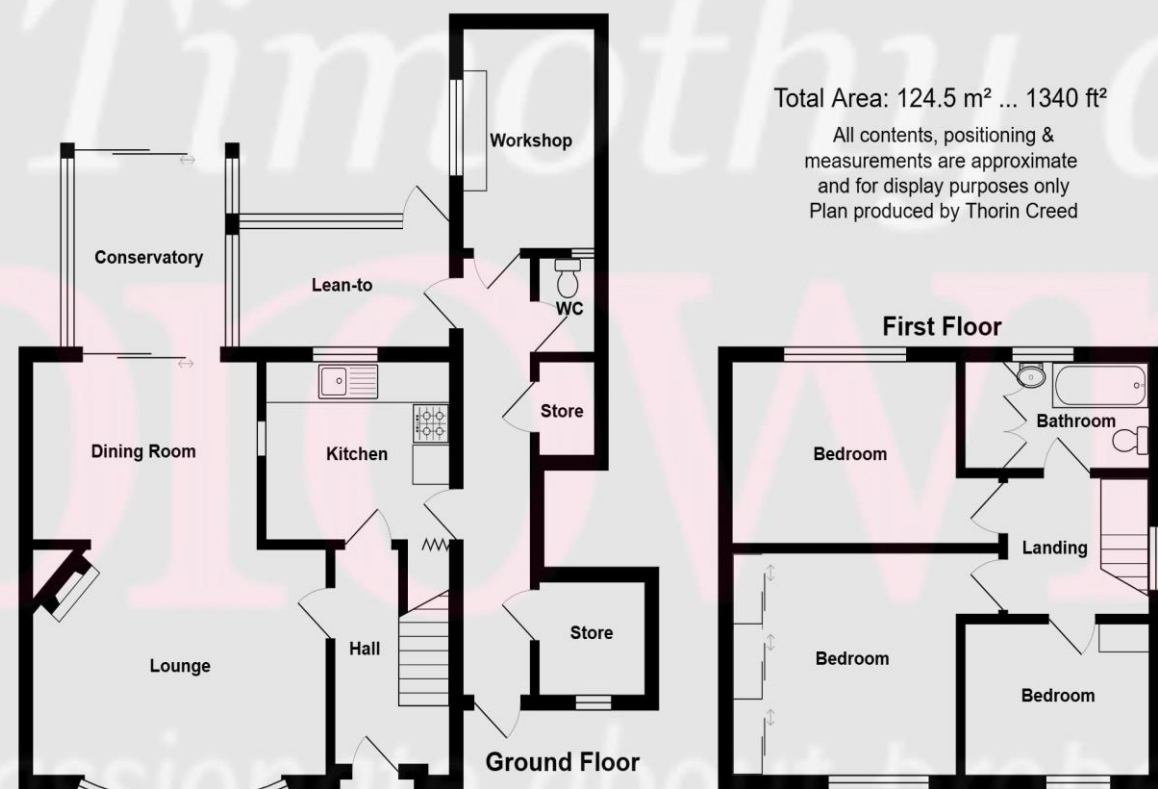 Timothy
Total Area: 124.5 m² ... 1340 ft²
All contents, positioning &
measurements are approximate
and for display purposes only
Plan produced by Thorin Creed
Workshop
Conservatory
Lean-to
WC
Store
Dining Room
Kitchen
Lounge
Hall
Store
Ground Floor
First Floor
Bedroom
Bathroom
Landing
Bedroom
Bedroom